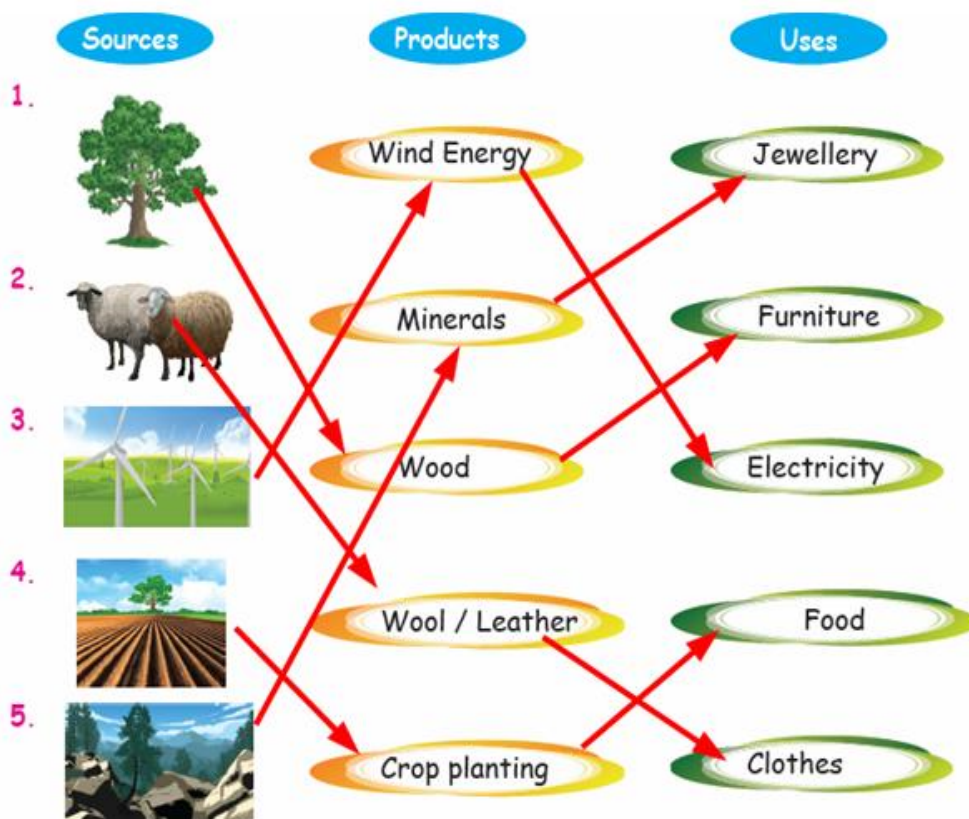 Sources Products Uses
1.
Wind Energy Jewellery
2.
Minerals Furniture
3.
Wood Electricity
4.
Wool / Leather Food
5.
Crop planting Clothes